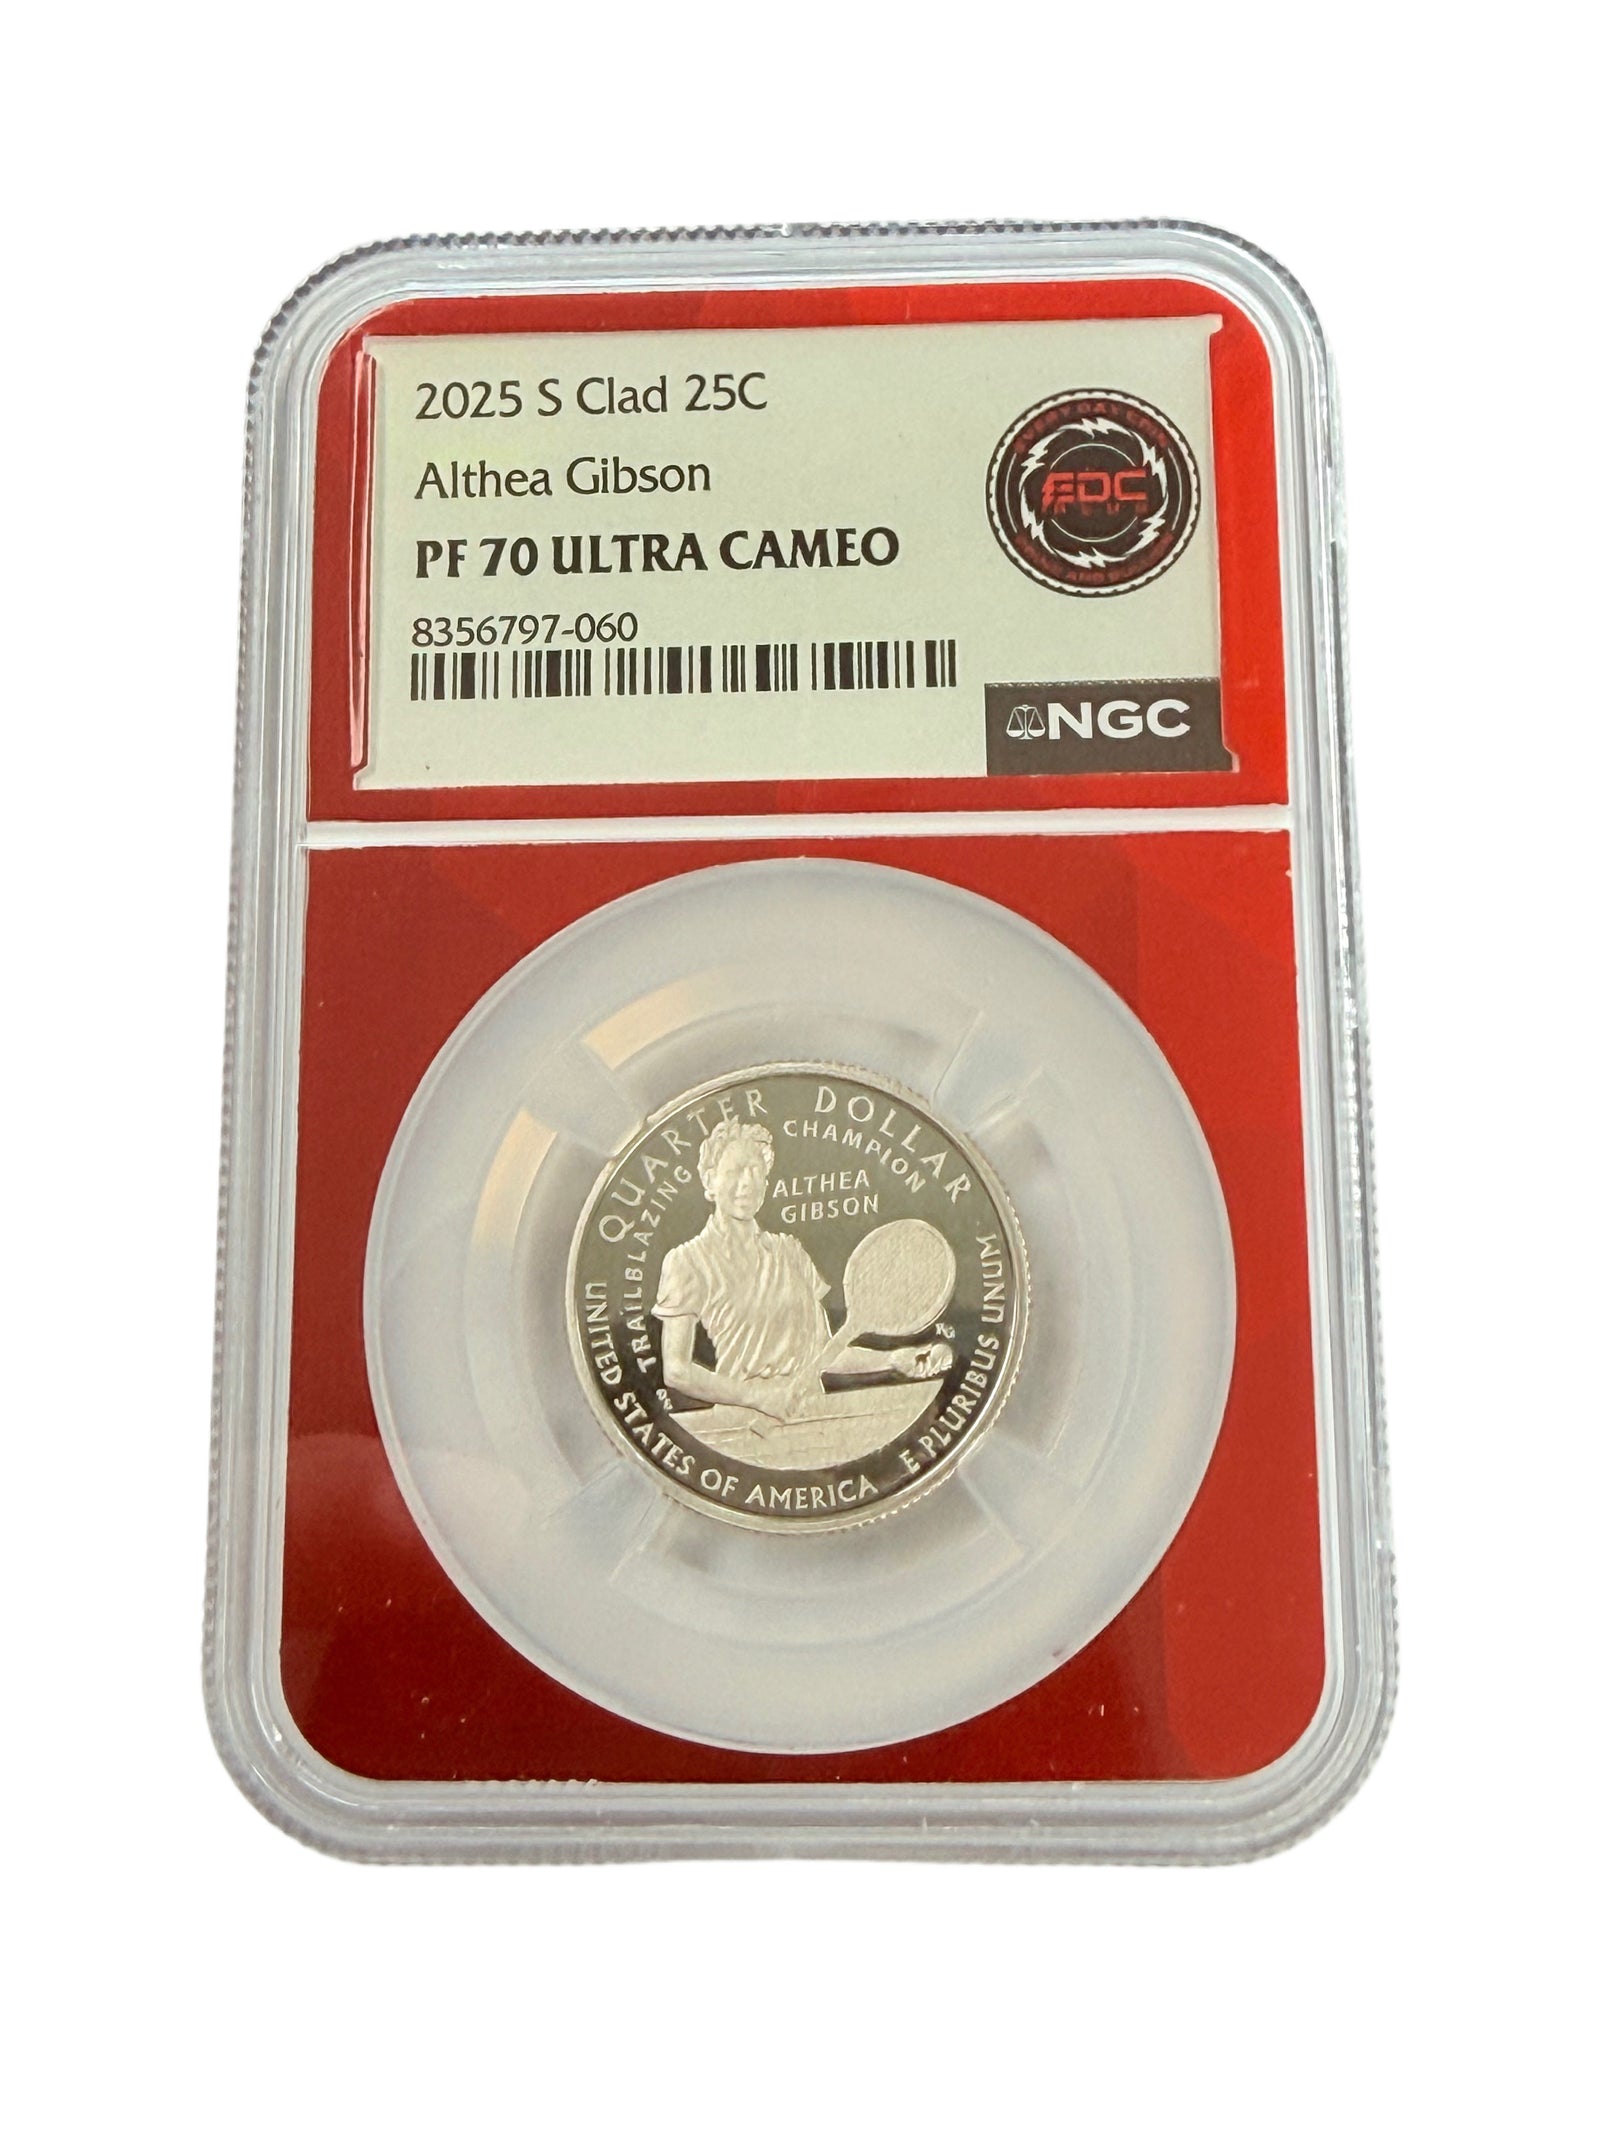 2025 S Clad 25C
Althea Gibson
PF 70 ULTRA CAMEO
8356797-060
EDC
NGC
QUARTER DOLLAR
TRAILBLAZING CHAMPION
ALTHEA
GIBSON
UNITED STATES OF AMERICA
E PLURIBUS UNUM